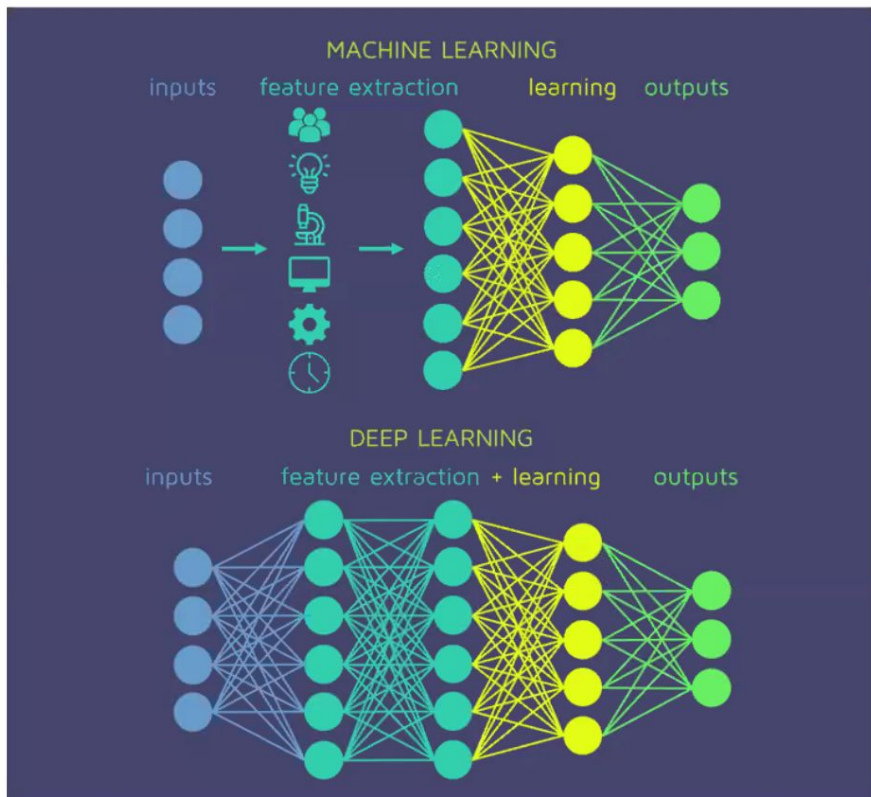 MACHINE LEARNING
inputs feature extraction learning outputs
DEEP LEARNING
inputs feature extraction + learning outputs